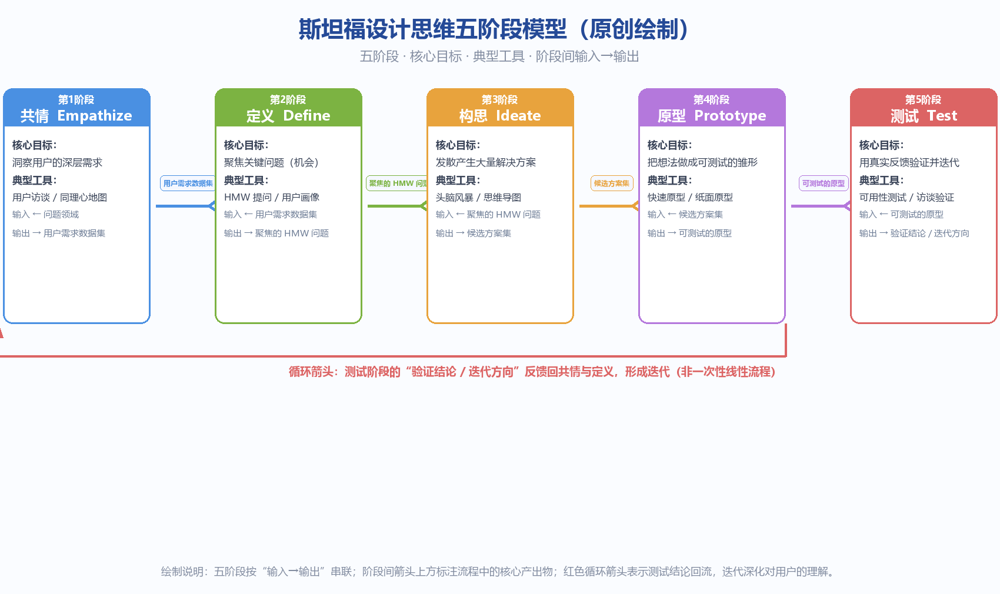 斯坦福设计思维五阶段模型（原创绘制）
五阶段 · 核心目标 · 典型工具 · 阶段间输入→输出
第1阶段
共情 Empathize
核心目标：
洞察用户的深层需求
典型工具：
用户访谈 / 同理心地图
输入 ← 问题领域
输出 → 用户需求数据集
用户需求数据集
第2阶段
定义 Define
核心目标：
聚焦关键问题（机会）
典型工具：
HMW 提问 / 用户画像
输入 ← 用户需求数据集
输出 → 聚焦的 HMW 问题
聚焦的 HMW 问题
第3阶段
构思 Ideate
核心目标：
发散产生大量解决方案
典型工具：
头脑风暴 / 思维导图
输入 ← 聚焦的 HMW 问题
输出 → 候选方案集
候选方案集
第4阶段
原型 Prototype
核心目标：
把想法做成可测试的雏形
典型工具：
快速原型 / 纸面原型
输入 ← 候选方案集
输出 → 可测试的原型
可测试的原型
第5阶段
测试 Test
核心目标：
用真实反馈验证并迭代
典型工具：
可用性测试 / 访谈验证
输入 ← 可测试的原型
输出 → 验证结论 / 迭代方向
循环箭头：测试阶段的“验证结论 / 迭代方向”反馈回共情与定义，形成迭代（非一次性线性流程）
绘制说明：五阶段按“输入→输出”串联；阶段间箭头上方标注流程中的核心产出物；红色循环箭头表示测试结论回流，迭代深化对用户的理解。